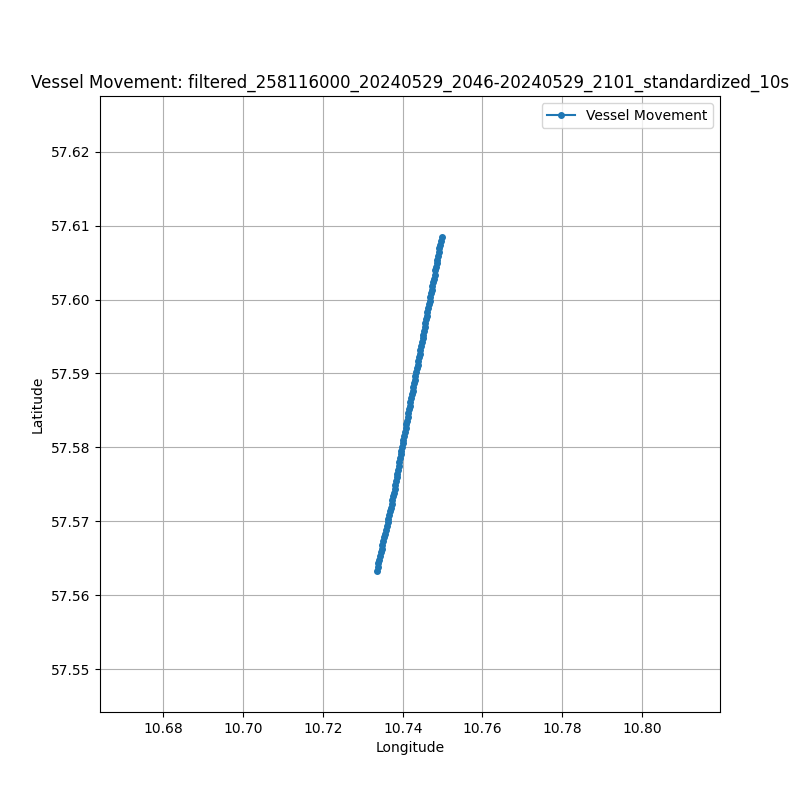 Vessel Movement: filtered_258116000_20240529_2046-20240529_2101_standardized_10s
Vessel Movement
57.62
57.61
57.60
57.59
57.58
57.57
57.56
57.55
Latitude
10.68 10.70 10.72 10.74 10.76 10.78 10.80
Longitude